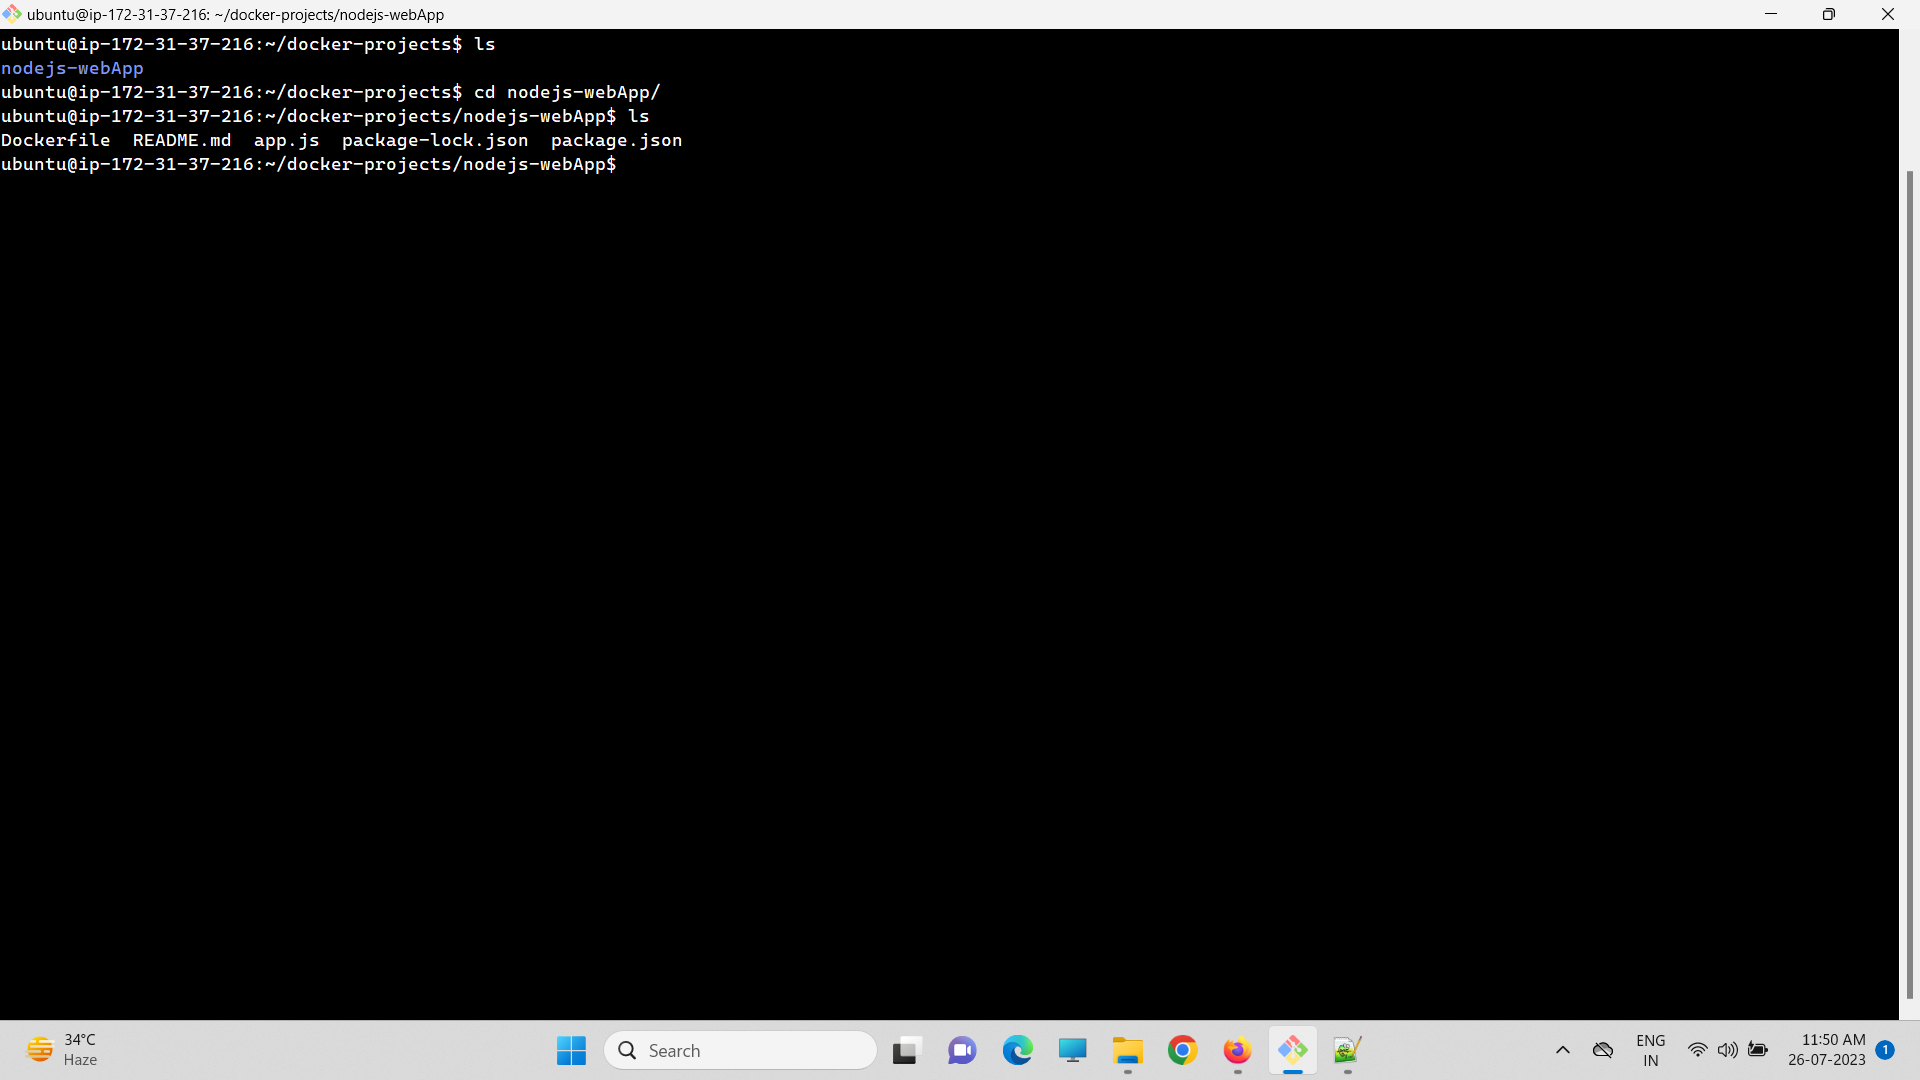 ubuntu@ip-172-31-37-216: ~/docker-projects/nodejs-webApp
ubuntu@ip-172-31-37-216:~/docker-projects$ ls
nodejs-webApp
ubuntu@ip-172-31-37-216:~/docker-projects$ cd nodejs-webApp/
ubuntu@ip-172-31-37-216:~/docker-projects/nodejs-webApp$ ls
Dockerfile  README.md  app.js  package-lock.json  package.json
ubuntu@ip-172-31-37-216:~/docker-projects/nodejs-webApp$
34°C
Haze
Search
ENG
IN
11:50 AM
26-07-2023
1